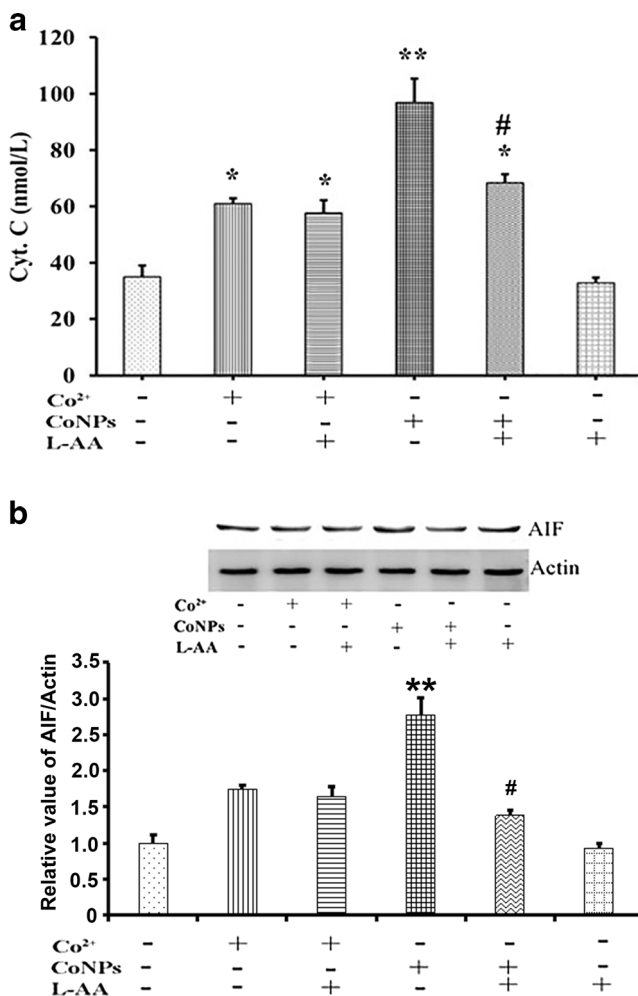 a
Cyt. C (nmol/L)
120
100
80
60
40
20
0
* * ** # * 
Co²⁺ - + + - - -
CoNPs - - - + + -
L-AA - - + - + +
b
AIF
Actin
Co²⁺ - + + - - -
CoNPs - - - + + -
L-AA - - + - + +
Relative value of AIF/Actin
3.5
3.0
2.5
2.0
1.5
1.0
0.5
0
** #
Co²⁺ - + + - - -
CoNPs - - - + + -
L-AA - - + - + +